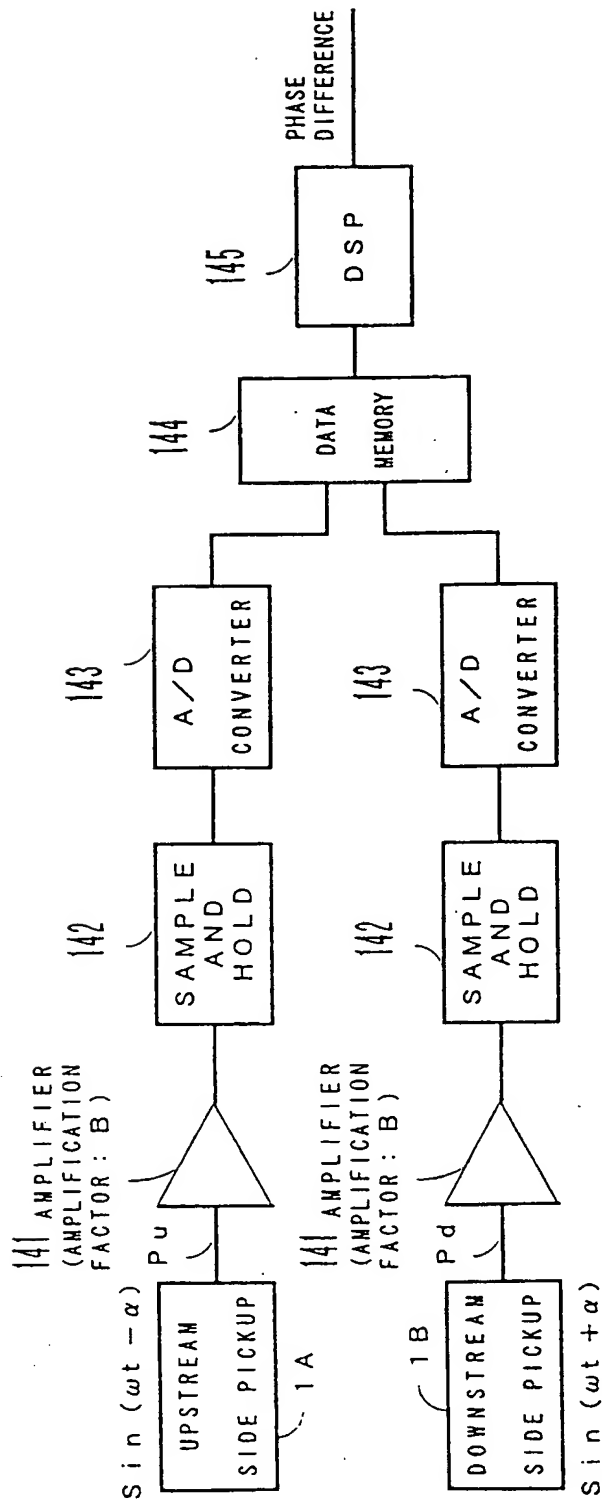 Sin (ωt − α)
UPSTREAM
SIDE PICKUP
1A
Pu
141 AMPLIFIER
(AMPLIFICATION
FACTOR : B)
142
SAMPLE
AND
HOLD
143
A/D
CONVERTER
Sin (ωt + α)
DOWNSTREAM
SIDE PICKUP
1B
Pd
141 AMPLIFIER
(AMPLIFICATION
FACTOR : B)
142
SAMPLE
AND
HOLD
143
A/D
CONVERTER
144
DATA
MEMORY
145
DSP
PHASE
DIFFERENCE